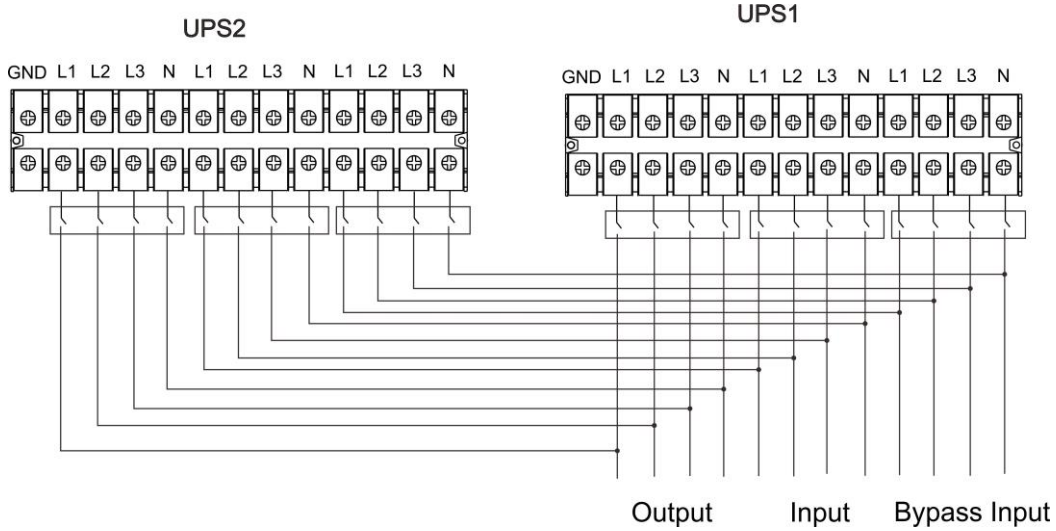 UPS2
GND L1 L2 L3 N L1 L2 L3 N L1 L2 L3 N
UPS1
GND L1 L2 L3 N L1 L2 L3 N L1 L2 L3 N
Output Input Bypass Input